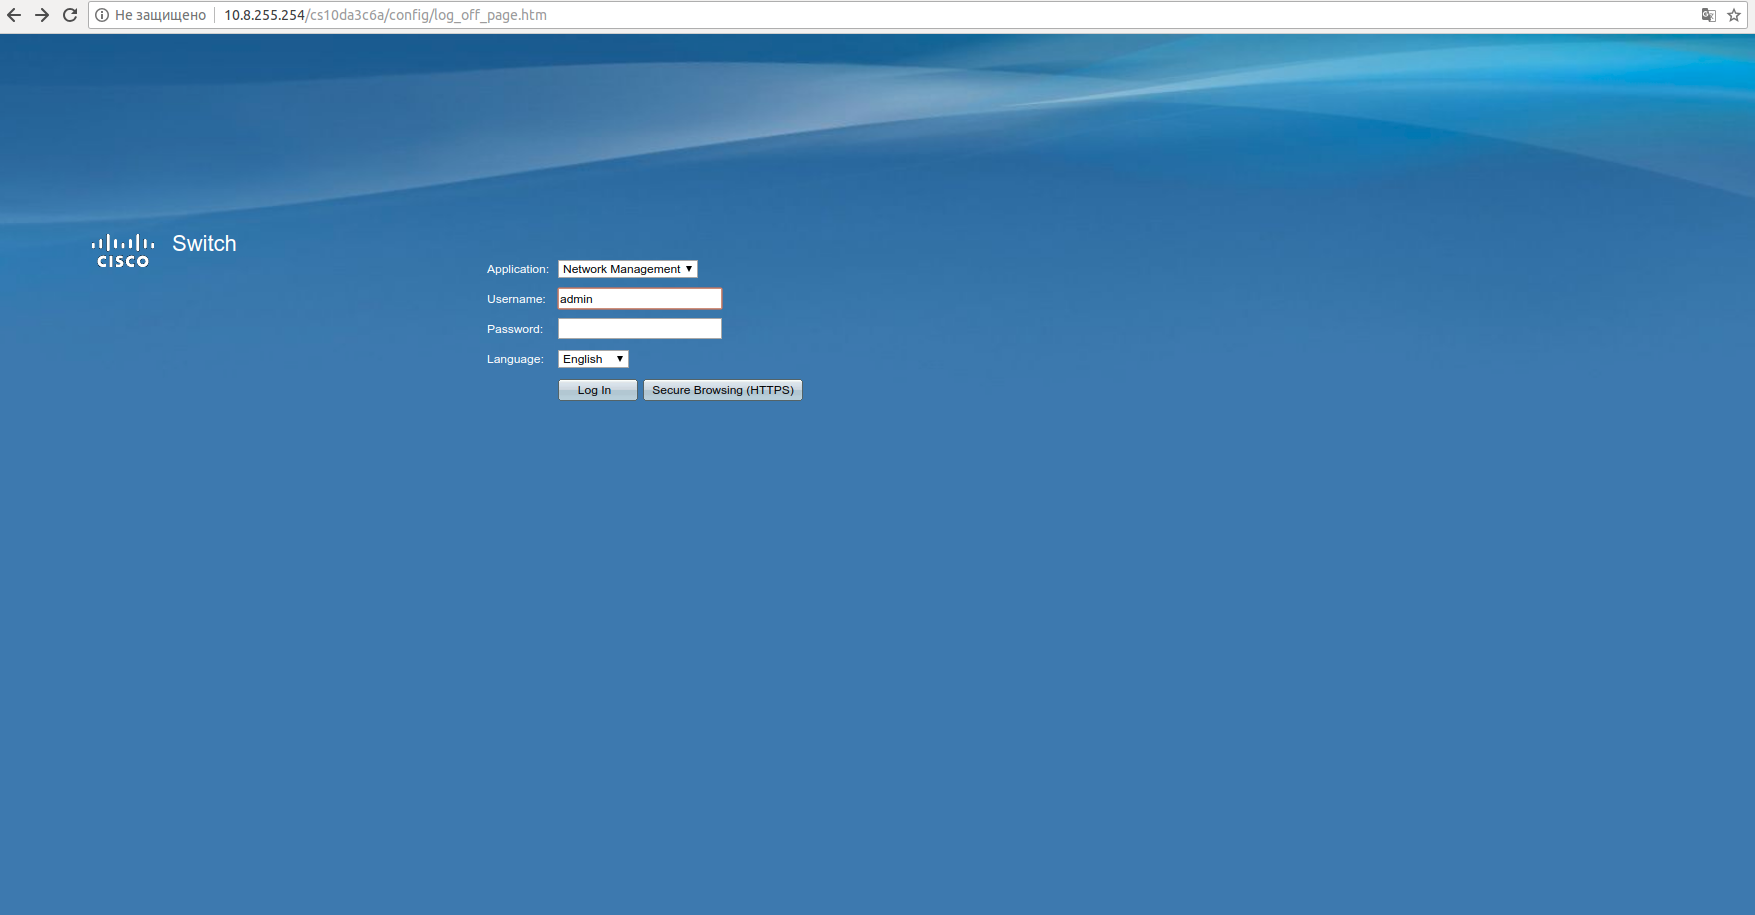 Не защищено 10.8.255.254/cs10da3c6a/config/log_off_page.htm
CISCO Switch
Application: Network Management
Username: admin
Password:
Language: English
Log In Secure Browsing (HTTPS)